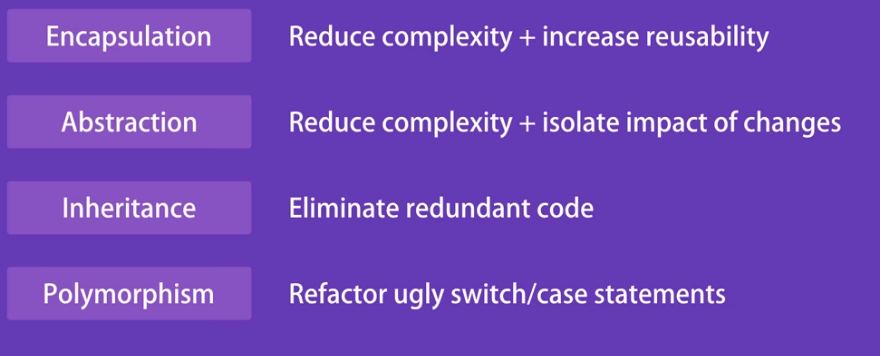 Encapsulation Reduce complexity + increase reusability
Abstraction Reduce complexity + isolate impact of changes
Inheritance Eliminate redundant code
Polymorphism Refactor ugly switch/case statements